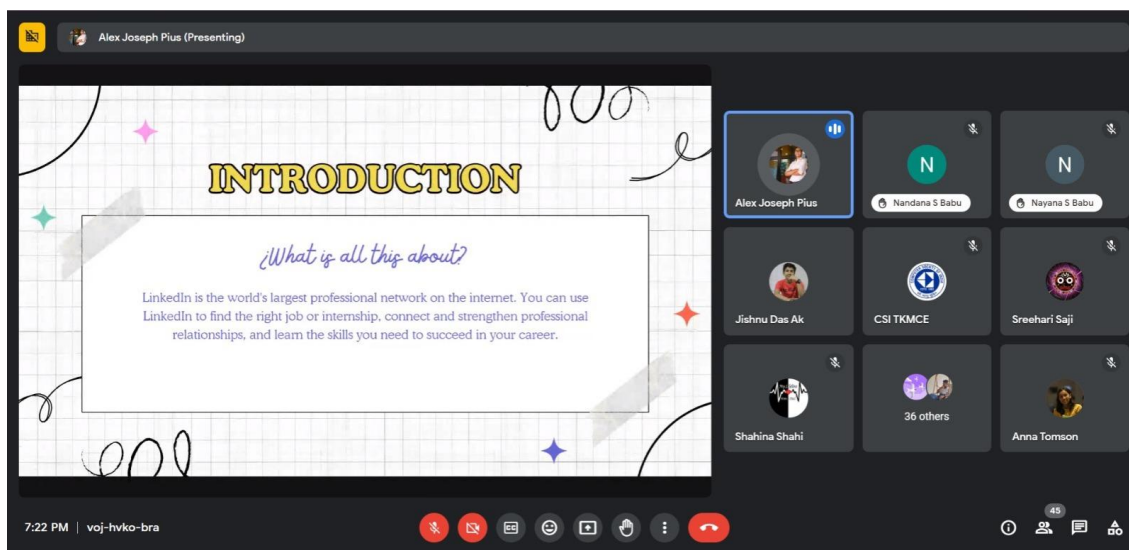 Alex Joseph Pius (Presenting)
INTRODUCTION
¿What is all this about?
LinkedIn is the world's largest professional network on the internet. You can use
LinkedIn to find the right job or internship, connect and strengthen professional
relationships, and learn the skills you need to succeed in your career.
Alex Joseph Pius
N
Nandana S Babu
N
Nayana S Babu
Jishnu Das Ak
CSI TKMCE
Sreehari Saji
Shahina Shahi
36 others
Anna Tomson
7:22 PM | voj-hvko-bra
CC
45